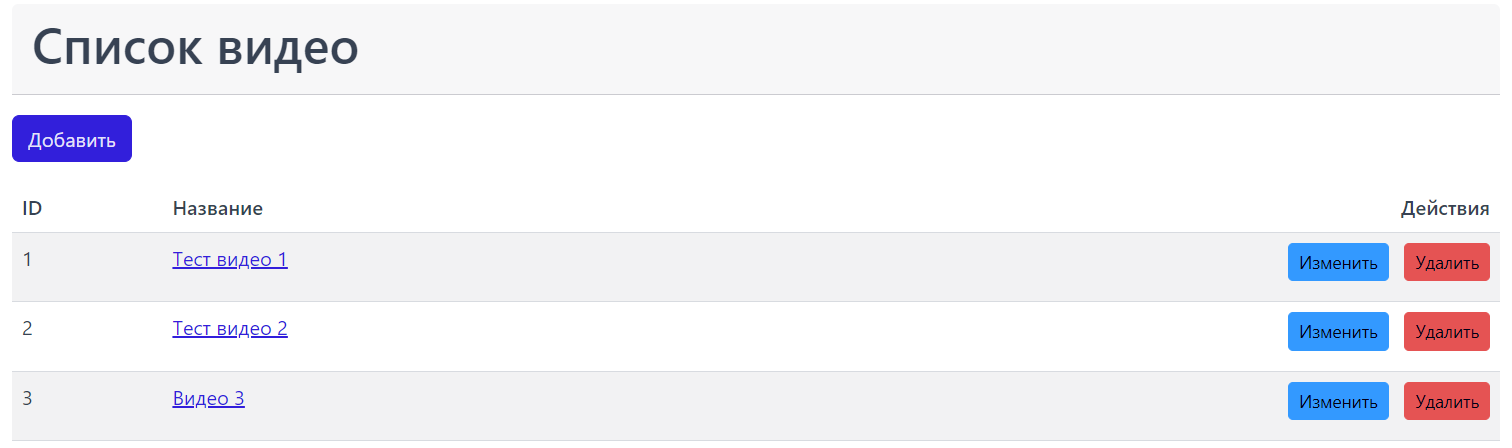 Список видео
Добавить
ID Название Действия
1 Тест видео 1 Изменить Удалить
2 Тест видео 2 Изменить Удалить
3 Видео 3 Изменить Удалить